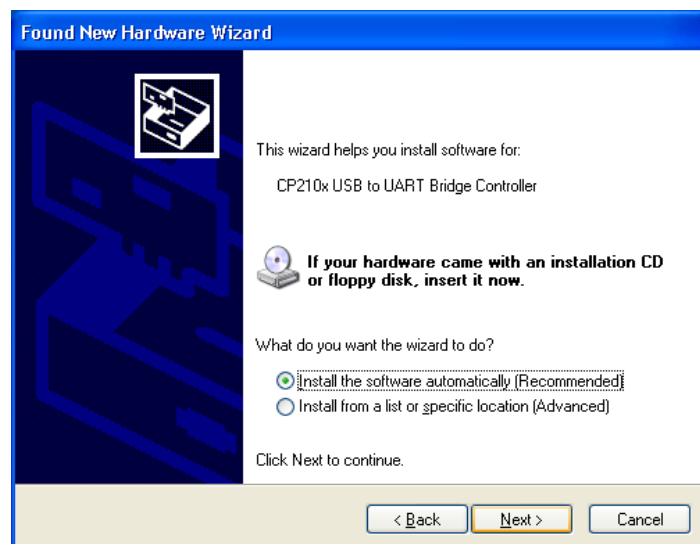 Found New Hardware Wizard
This wizard helps you install software for:
CP210x USB to UART Bridge Controller
If your hardware came with an installation CD
or floppy disk, insert it now.
What do you want the wizard to do?
Install the software automatically (Recommended)
Install from a list or specific location (Advanced)
Click Next to continue.
< Back
Next >
Cancel